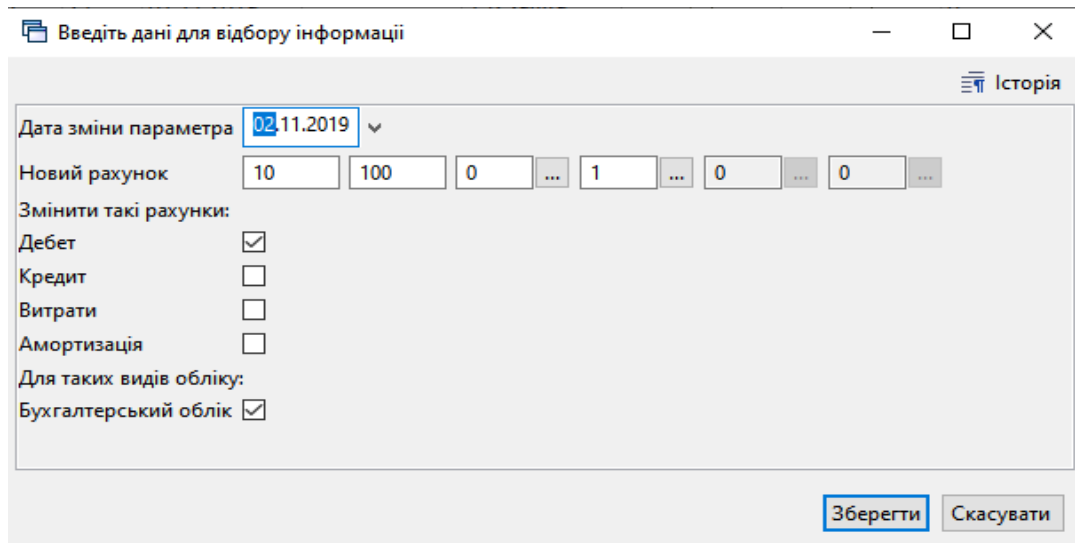 Введіть дані для відбору інформаціі
Історія
Дата зміни параметра 02.11.2019
Новий рахунок 10 100 0 ... 1 ... 0 ... 0 ...
Змінити такі рахунки:
Дебет
Кредит
Витрати
Амортизація
Для таких видів обліку:
Бухгалтерський облік
Зберегти Скасувати